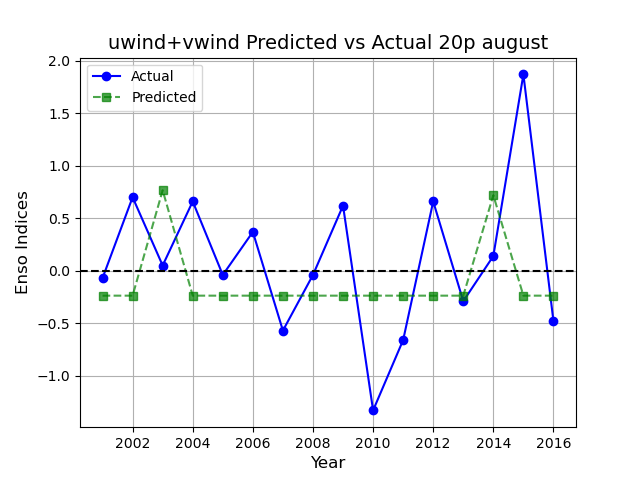 uwind+vwind Predicted vs Actual 20p august
Actual
Predicted
2.0
1.5
1.0
0.5
0.0
−0.5
−1.0
Enso Indices
2002 2004 2006 2008 2010 2012 2014 2016
Year